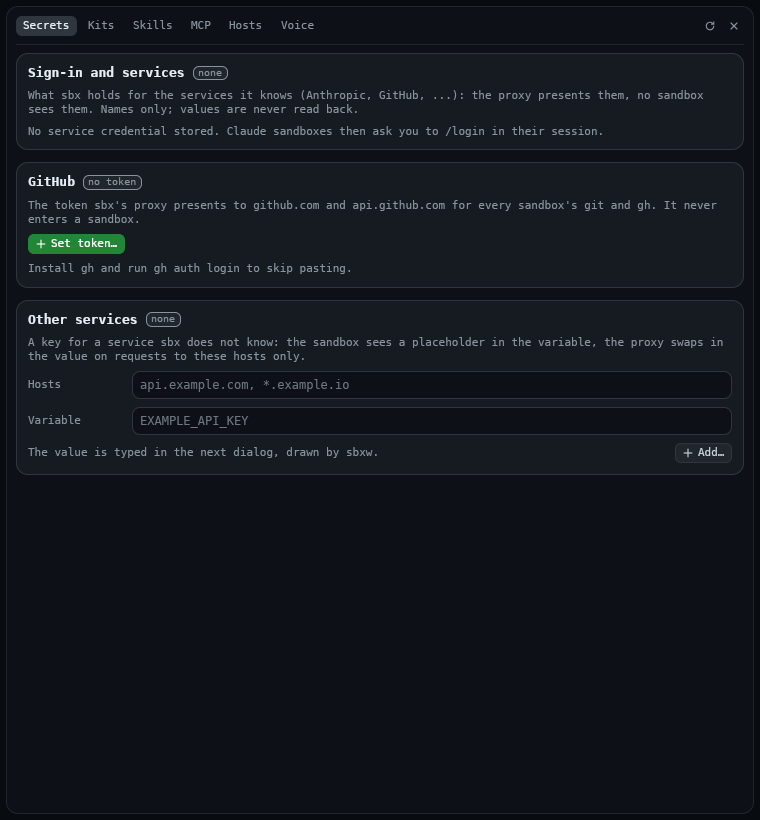 Secrets Kits Skills MCP Hosts Voice
Sign-in and services none
What sbx holds for the services it knows (Anthropic, GitHub, ...): the proxy presents them, no sandbox
sees them. Names only; values are never read back.
No service credential stored. Claude sandboxes then ask you to /login in their session.
GitHub no token
The token sbx's proxy presents to github.com and api.github.com for every sandbox's git and gh. It never
enters a sandbox.
+ Set token…
Install gh and run gh auth login to skip pasting.
Other services none
A key for a service sbx does not know: the sandbox sees a placeholder in the variable, the proxy swaps in
the value on requests to these hosts only.
Hosts api.example.com, *.example.io
Variable EXAMPLE_API_KEY
The value is typed in the next dialog, drawn by sbxw. + Add…